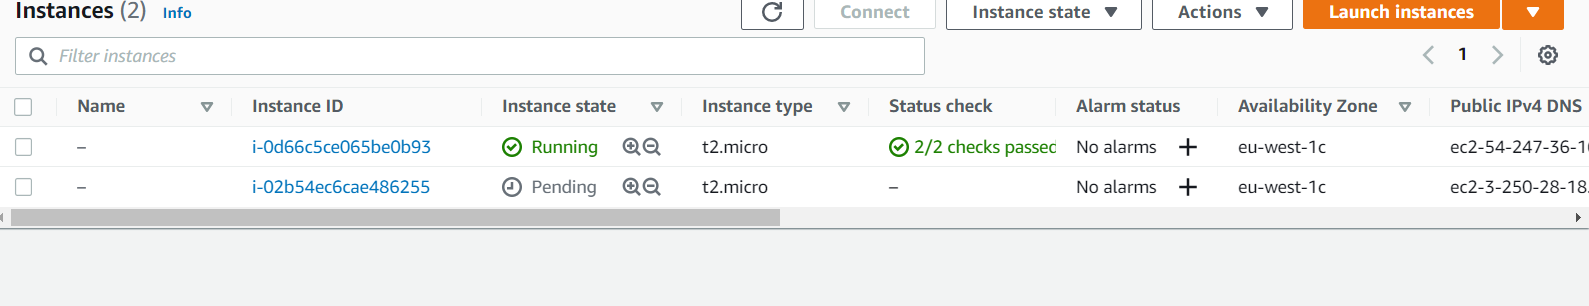 Instances (2) Info Connect Instance state Actions Launch instances
Filter instances 1
Name Instance ID Instance state Instance type Status check Alarm status Availability Zone Public IPv4 DNS
– i-0d66c5ce065be0b93 Running t2.micro 2/2 checks passed No alarms + eu-west-1c ec2-54-247-36-1
– i-02b54ec6cae486255 Pending t2.micro – No alarms + eu-west-1c ec2-3-250-28-18.